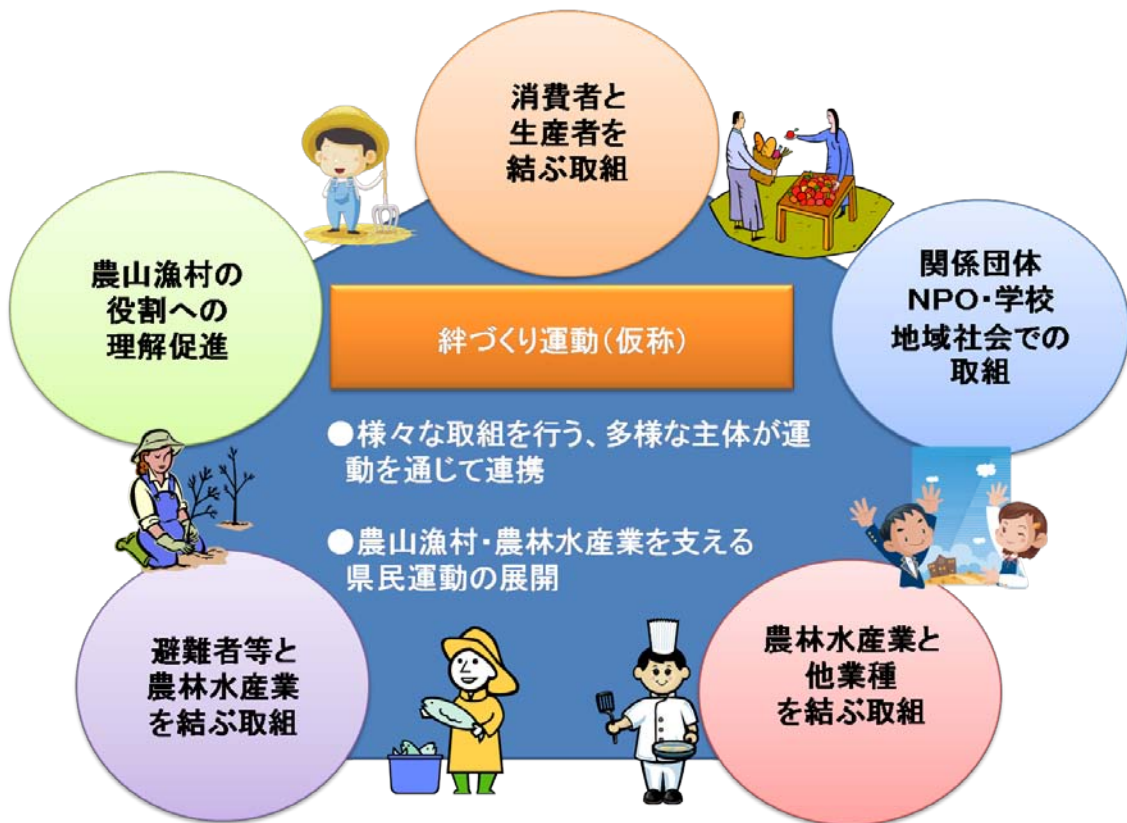 消費者と
生産者を
結ぶ取組
農山漁村の
役割への
理解促進
関係団体
NPO・学校
地域社会での
取組
絆づくり運動(仮称)
●様々な取組を行う、多様な主体が運
動を通じて連携
●農山漁村・農林水産業を支える
県民運動の展開
避難者等と
農林水産業
を結ぶ取組
農林水産業と
他業種
を結ぶ取組